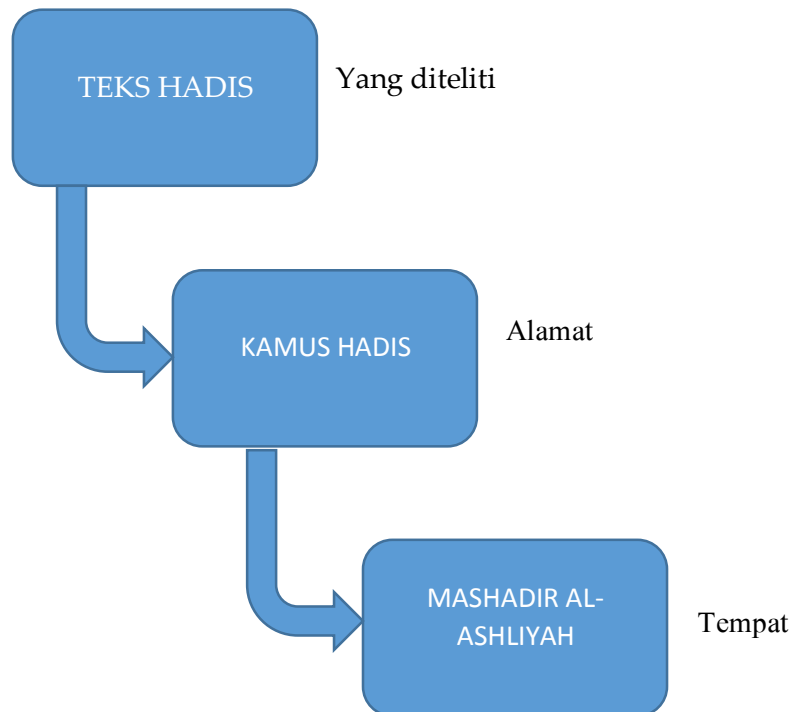 TEKS HADIS
Yang diteliti
KAMUS HADIS
Alamat
MASHADIR AL-
ASHLIYAH
Tempat